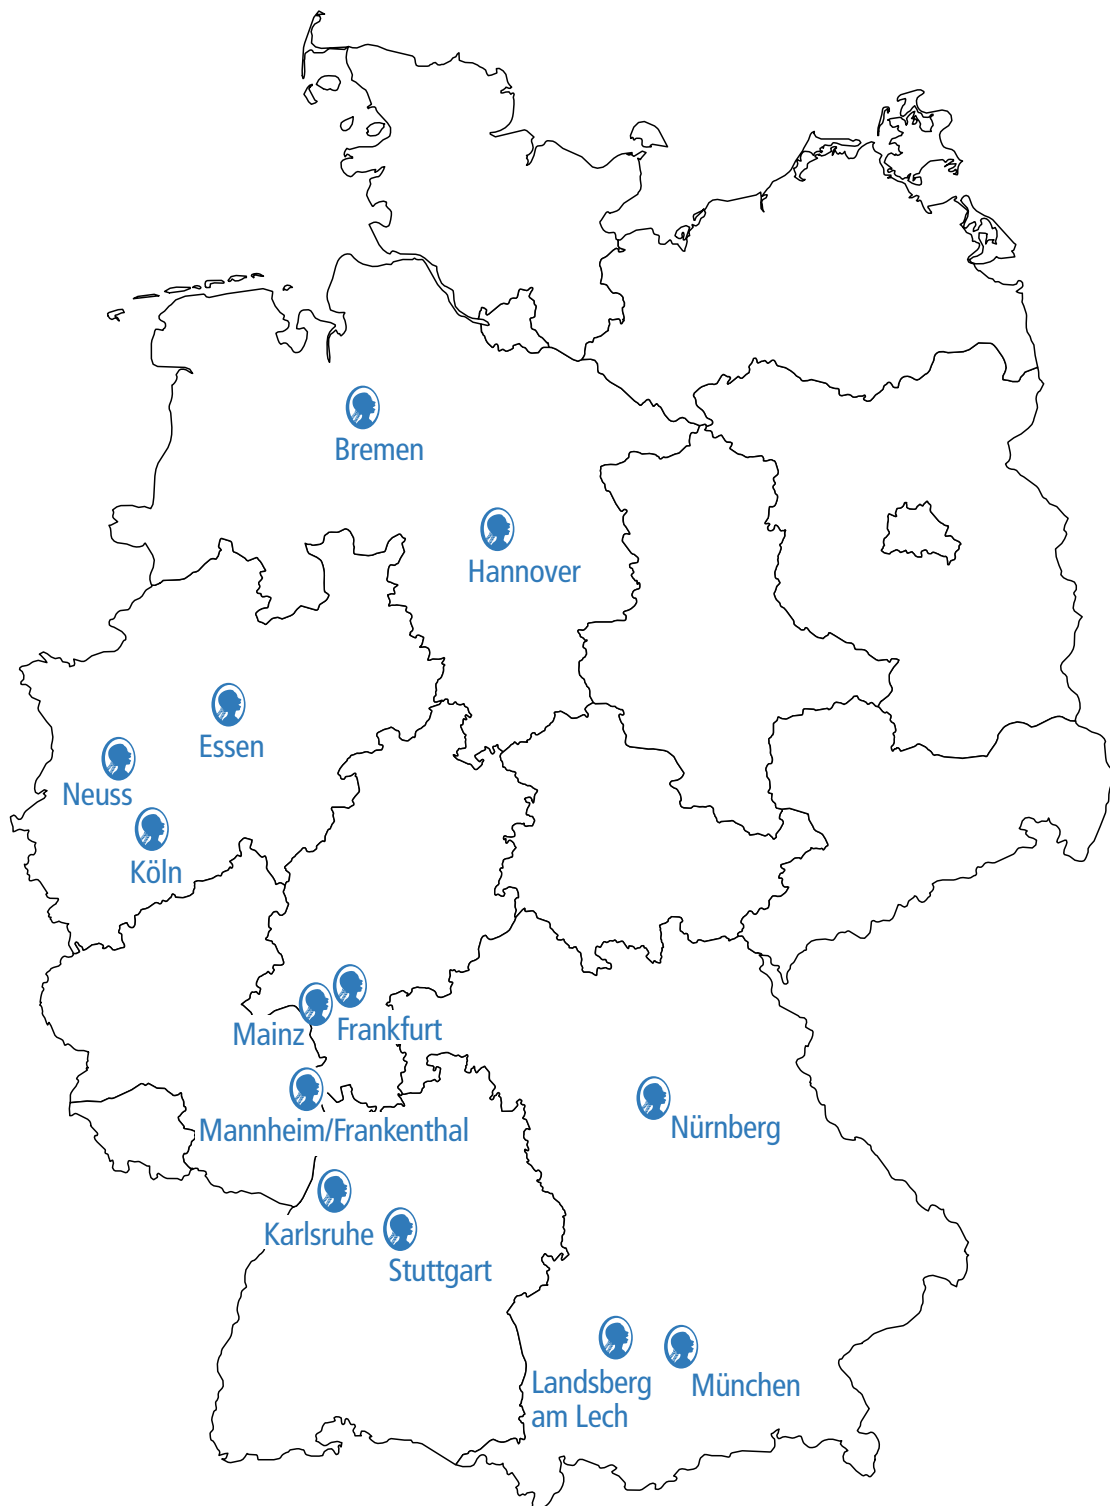 Bremen
Hannover
Essen
Neuss
Köln
Mainz
Frankfurt
Mannheim/Frankenthal
Nürnberg
Karlsruhe
Stuttgart
Landsberg
am Lech
München